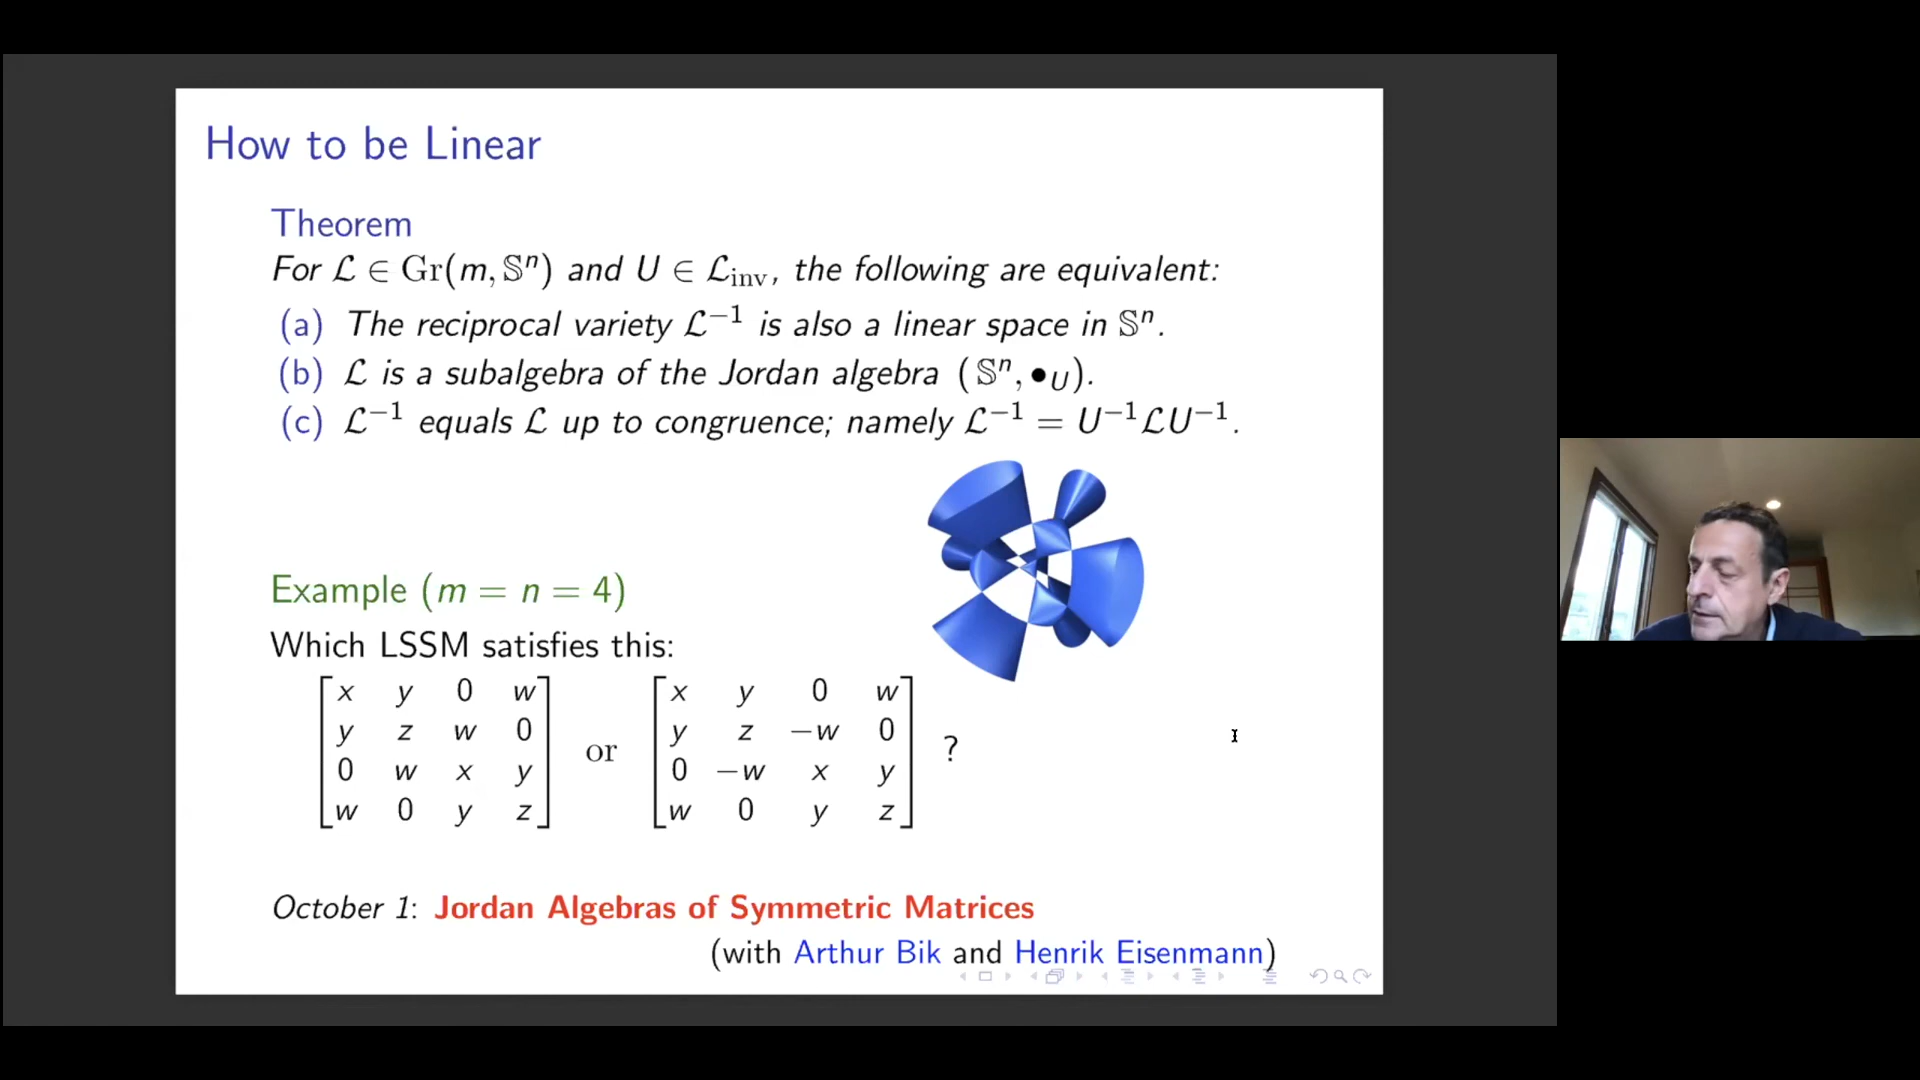 How to be Linear
Theorem
For ℒ ∈ Gr(m, 𝕊ⁿ) and U ∈ ℒ_inv, the following are equivalent:
(a) The reciprocal variety ℒ⁻¹ is also a linear space in 𝕊ⁿ.
(b) ℒ is a subalgebra of the Jordan algebra (𝕊ⁿ, •_U).
(c) ℒ⁻¹ equals ℒ up to congruence; namely ℒ⁻¹ = U⁻¹ℒU⁻¹.
Example (m = n = 4)
Which LSSM satisfies this:
x y 0 w x y 0 w
y z w 0 y z −w 0
or ?
0 w x y 0 −w x y
w 0 y z w 0 y z
October 1: Jordan Algebras of Symmetric Matrices
(with Arthur Bik and Henrik Eisenmann)